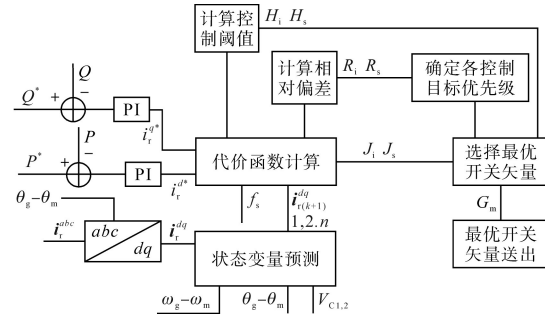 计算控
制阈值
H_i H_s
Q
Q* + −
PI
i_r^{q*}
计算相
对偏差
R_i R_s
确定各控制
目标优先级
P
P* + −
PI
i_r^{d*}
代价函数计算
J_i J_s
选择最优
开关矢量
θ_g−θ_m
i_r^{abc}
abc
dq
i_r^{dq}
f_s
i_{r(k+1)}^{dq}
1,2.n
G_m
状态变量预测
最优开关
矢量送出
ω_g−ω_m
θ_g−θ_m
V_{C1,2}